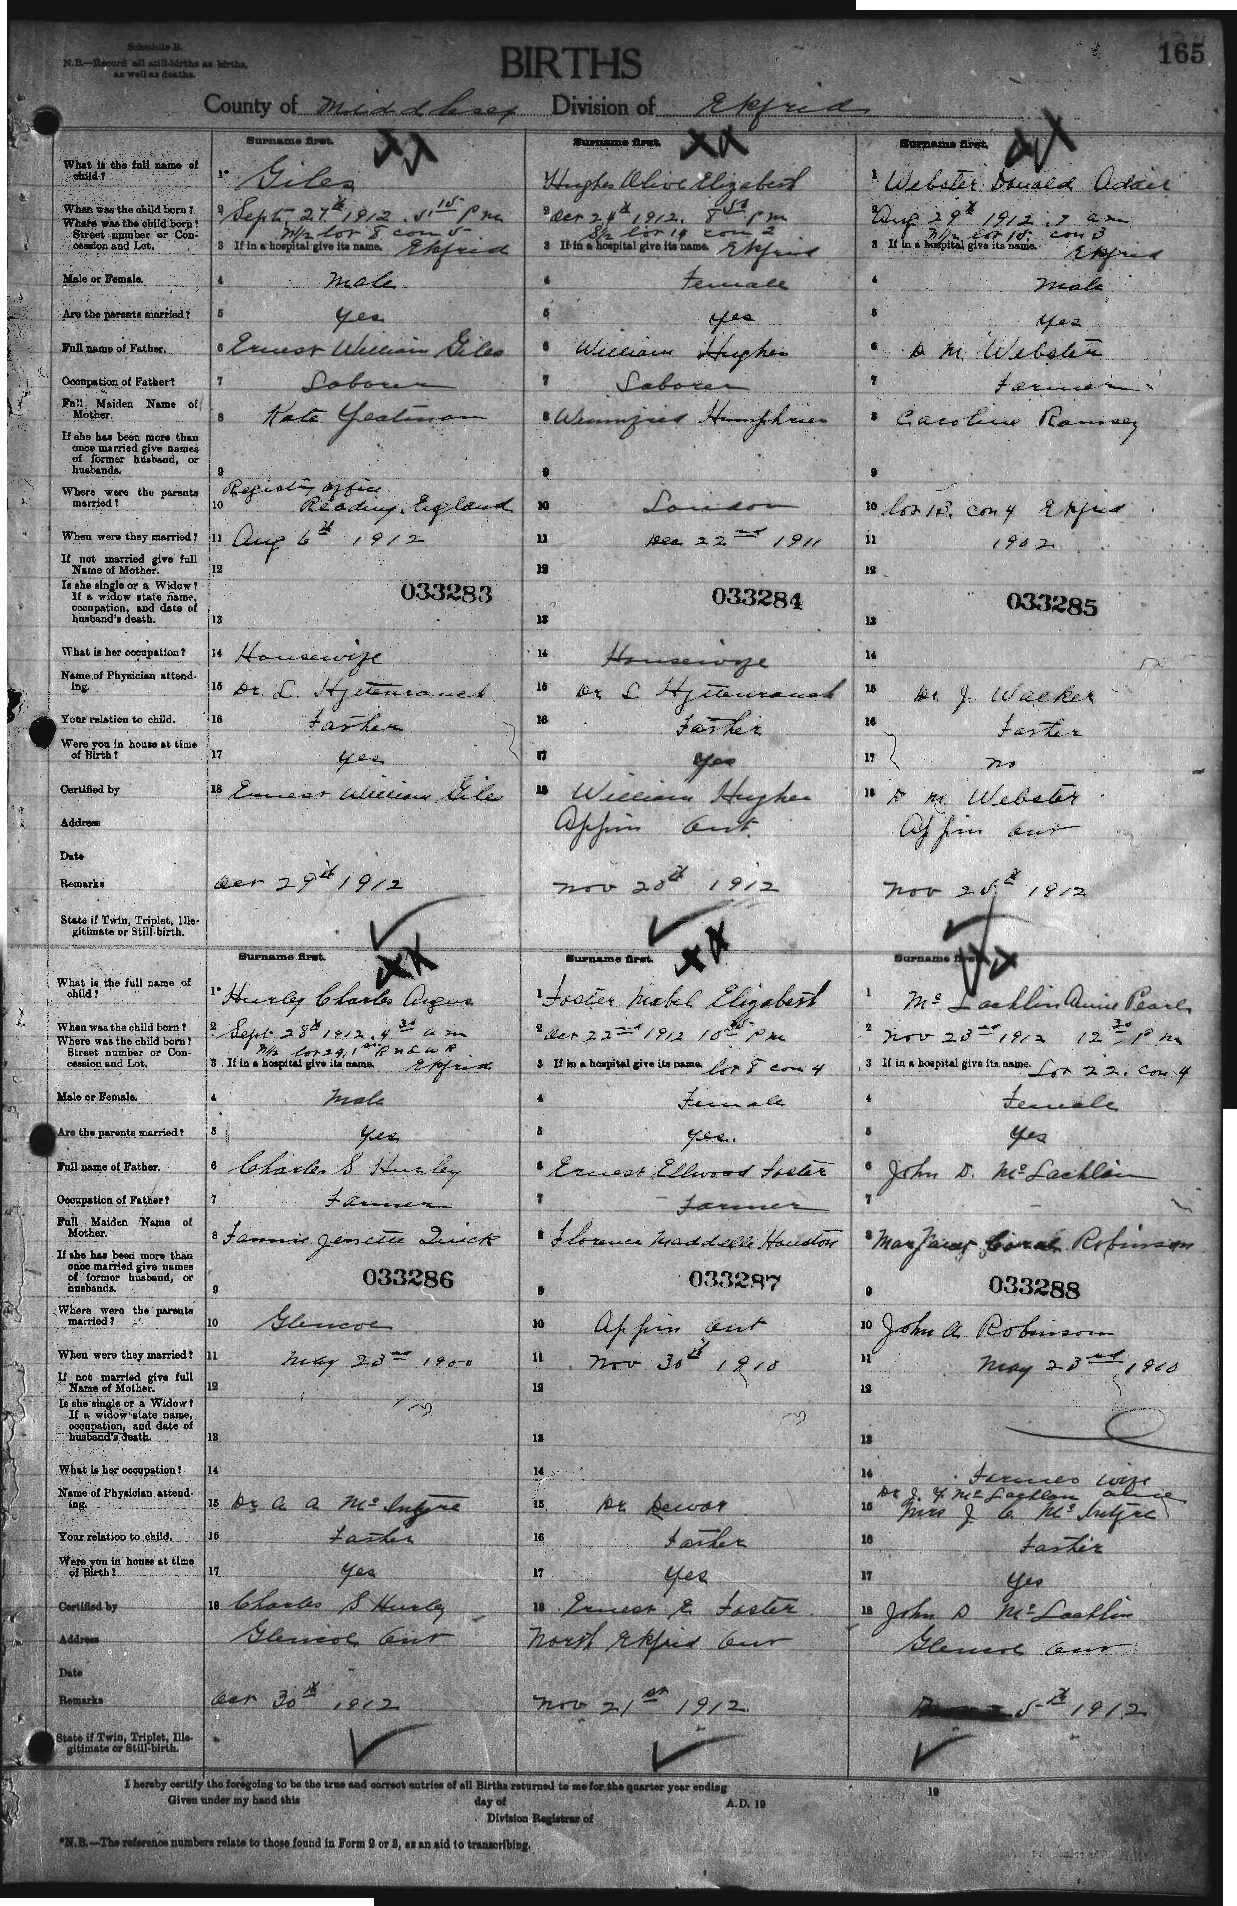 Schedule B.
N.B.—Record all still-births as births,
as well as deaths.
BIRTHS
165
County of Middlesex Division of Ekfrid
Surname first.
What is the full name of child?
1 Giles
When was the child born?
2 Sept 27th 1912. 5.15 P m
Where was the child born? Street number or Concession and Lot.
N/2 lot 8 con 5
3 If in a hospital give its name. Ekfrid
Male or Female.
4 Male
Are the parents married?
5 yes
Full name of Father.
6 Ernest William Giles
Occupation of Father?
7 Laborer
Full Maiden Name of Mother.
8 Kate Yeatman
If she has been more than once married give names of former husband, or husbands.
9
Where were the parents married?
Registry office
10 Reading, England
When were they married?
11 Aug 6th 1912
If not married give full Name of Mother.
12
Is she single or a Widow? If a widow state name, occupation, and date of husband's death.
033283
13
What is her occupation?
14 Housewife
Name of Physician attending.
15 Dr. L. Hyttenrauch
Your relation to child.
16 Father
Were you in house at time of Birth?
17 yes
Certified by
18 Ernest William Giles
Address
Date
Remarks
Oct 29th 1912
State if Twin, Triplet, Illegitimate or Still-birth.
Surname first.
1 Hughes Olive Elizabeth
2 Oct 24th 1912. 8 P m
S/2 lot 19 con 2
3 If in a hospital give its name. Ekfrid
4 Female
5 yes
6 William Hughes
7 Laborer
8 Winnifred Humphries
9
10 London
11 Dec 22nd 1911
12
033284
13
14 Housewife
15 Dr L Hyttenrauch
16 Father
17 yes
18 William Hughes
Appin Ont.
Nov 20th 1912
Surname first.
1 Webster Donald Adair
2 Aug 29th 1912. 7 a m
N/2 lot 15. con 3
3 If in a hospital give its name. Ekfrid
4 Male
5 yes
6 D M Webster
7 Farmer
8 Caroline Ramsey
9
10 lot 13. con 4 Ekfrid
11 1902
12
033285
13
14
15 Dr J Walker
16 Father
17 no
18 D M Webster
Appin Ont
Nov 25th 1912
Surname first.
What is the full name of child?
1 Hurley Charles Angus
When was the child born?
2 Sept 28th 1912. 4.30 a m
Where was the child born? Street number or Concession and Lot.
N/2 lot 24, 1st R N L W R
3 If in a hospital give its name. Ekfrid
Male or Female.
4 Male
Are the parents married?
5 yes
Full name of Father.
6 Charles S Hurley
Occupation of Father?
7 Farmer
Full Maiden Name of Mother.
8 Fannie Jenette Quick
If she has been more than once married give names of former husband, or husbands.
033286
9
Where were the parents married?
10 Glencoe
When were they married?
11 May 23rd 1900
If not married give full Name of Mother.
12
Is she single or a Widow? If a widow state name, occupation, and date of husband's death.
13
What is her occupation?
14
Name of Physician attending.
15 Dr A A McIntyre
Your relation to child.
16 Father
Were you in house at time of Birth?
17 yes
Certified by
18 Charles S Hurley
Address
Glencoe Ont
Date
Remarks
Oct 30th 1912
State if Twin, Triplet, Illegitimate or Still-birth.
Surname first.
1 Foster Mabel Elizabeth
2 Oct 22nd 1912 10 P m
3 If in a hospital give its name. lot 8 con 4
4 Female
5 yes.
6 Ernest Ellwood Foster
7 Farmer
8 Florence Maddelle Houston
033287
9
10 Appin Ont
11 Nov 30th 1910
12
13
14
15 Dr Dewar
16 Father
17 yes
18 Ernest E Foster
North Ekfrid Ont
Nov 21st 1912
Surname first.
1 McLachlin Annie Pearl
2 Nov 23rd 1912 12.30 P m
3 If in a hospital give its name. Lot 22. con 4
4 Female
5 yes
6 John D. McLachlin
7
8 Robinson
033288
9
10 John A Robinson
11 May 23rd 1910
12
13
14 Farmers wife
Dr J. Y McLachlan
15 Mrs J C McIntyre
16 Father
17 yes
18 John D McLachlin
Glencoe Ont
5th 1912
I hereby certify the foregoing to be the true and correct entries of all Births returned to me for the quarter year ending 19
Given under my hand this day of A.D. 19
Division Registrar of
*N.B.—The reference numbers relate to those found in Form 2 or 3, as an aid to transcribing.